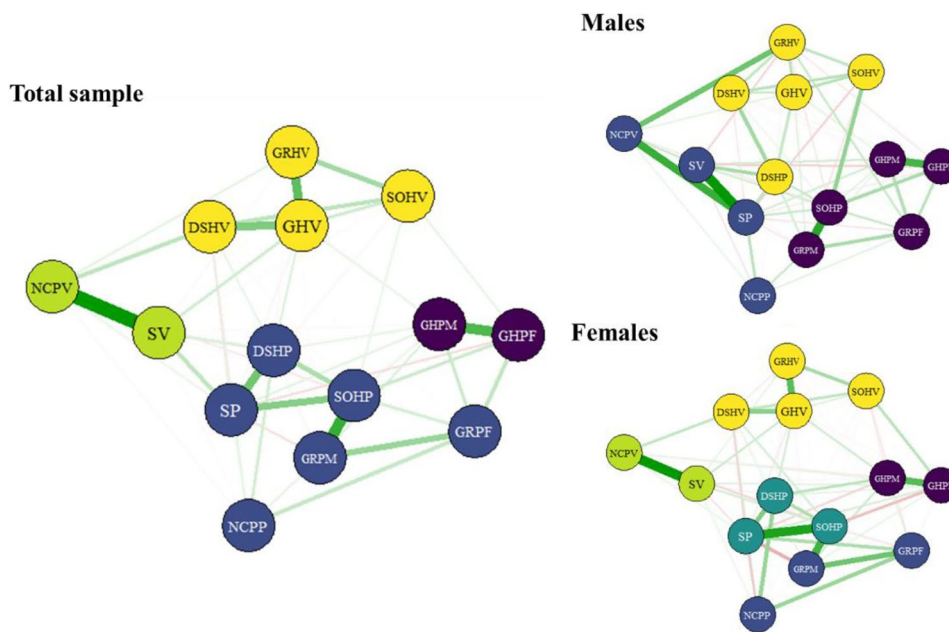 Total sample
GRHV
SOHV
DSHV
GHV
NCPV
SV
GHPM
GHPF
DSHP
SP
SOHP
GRPF
GRPM
NCPP
Males
GRHV
SOHV
DSHV
GHV
NCPV
SV
GHPM
GHPF
DSHP
SOHP
SP
GRPF
GRPM
NCPP
Females
GRHV
SOHV
DSHV
GHV
NCPV
SV
GHPM
GHPF
DSHP
SOHP
SP
GRPF
GRPM
NCPP